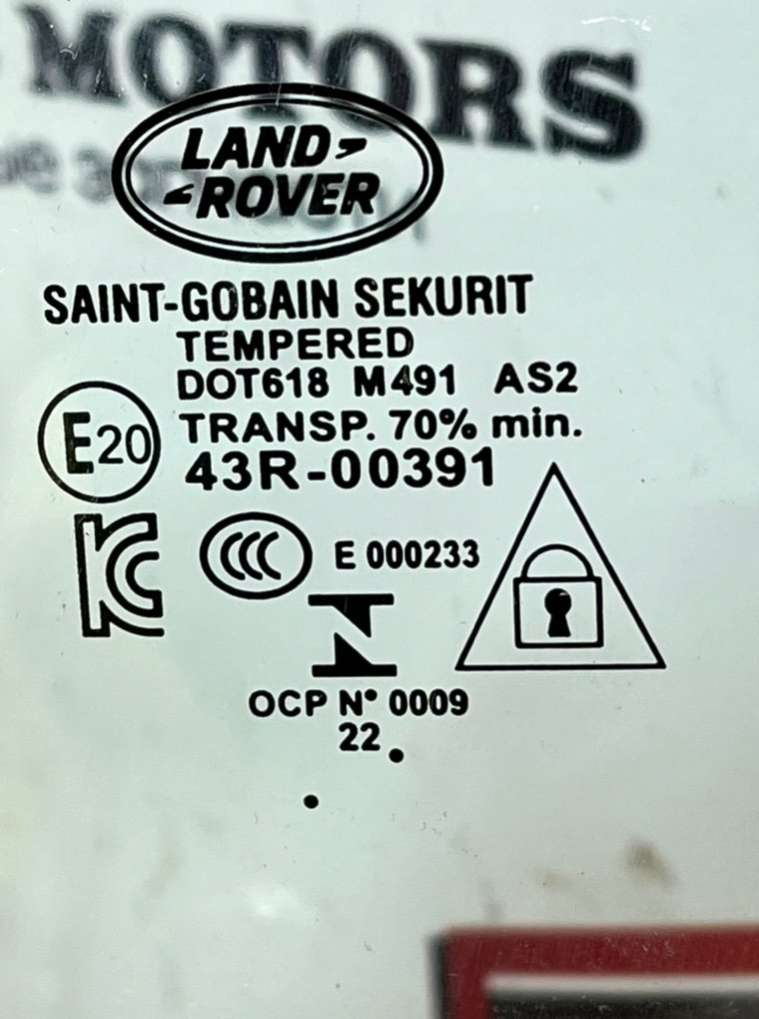 MOTORS
LAND
ROVER
SAINT-GOBAIN SEKURIT
TEMPERED
DOT618 M491 AS2
E20 TRANSP. 70% min.
43R-00391
CCC E 000233
OCP N° 0009
22